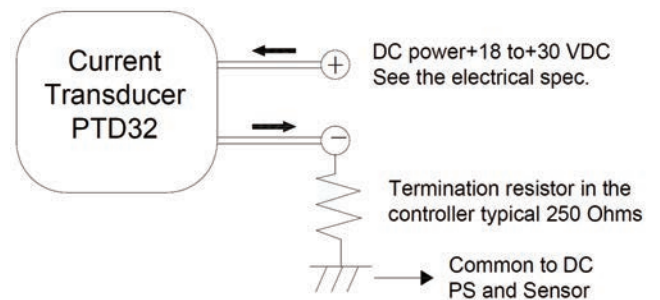 Current
Transducer
PTD32
+
DC power+18 to+30 VDC
See the electrical spec.
−
Termination resistor in the
controller typical 250 Ohms
Common to DC
PS and Sensor